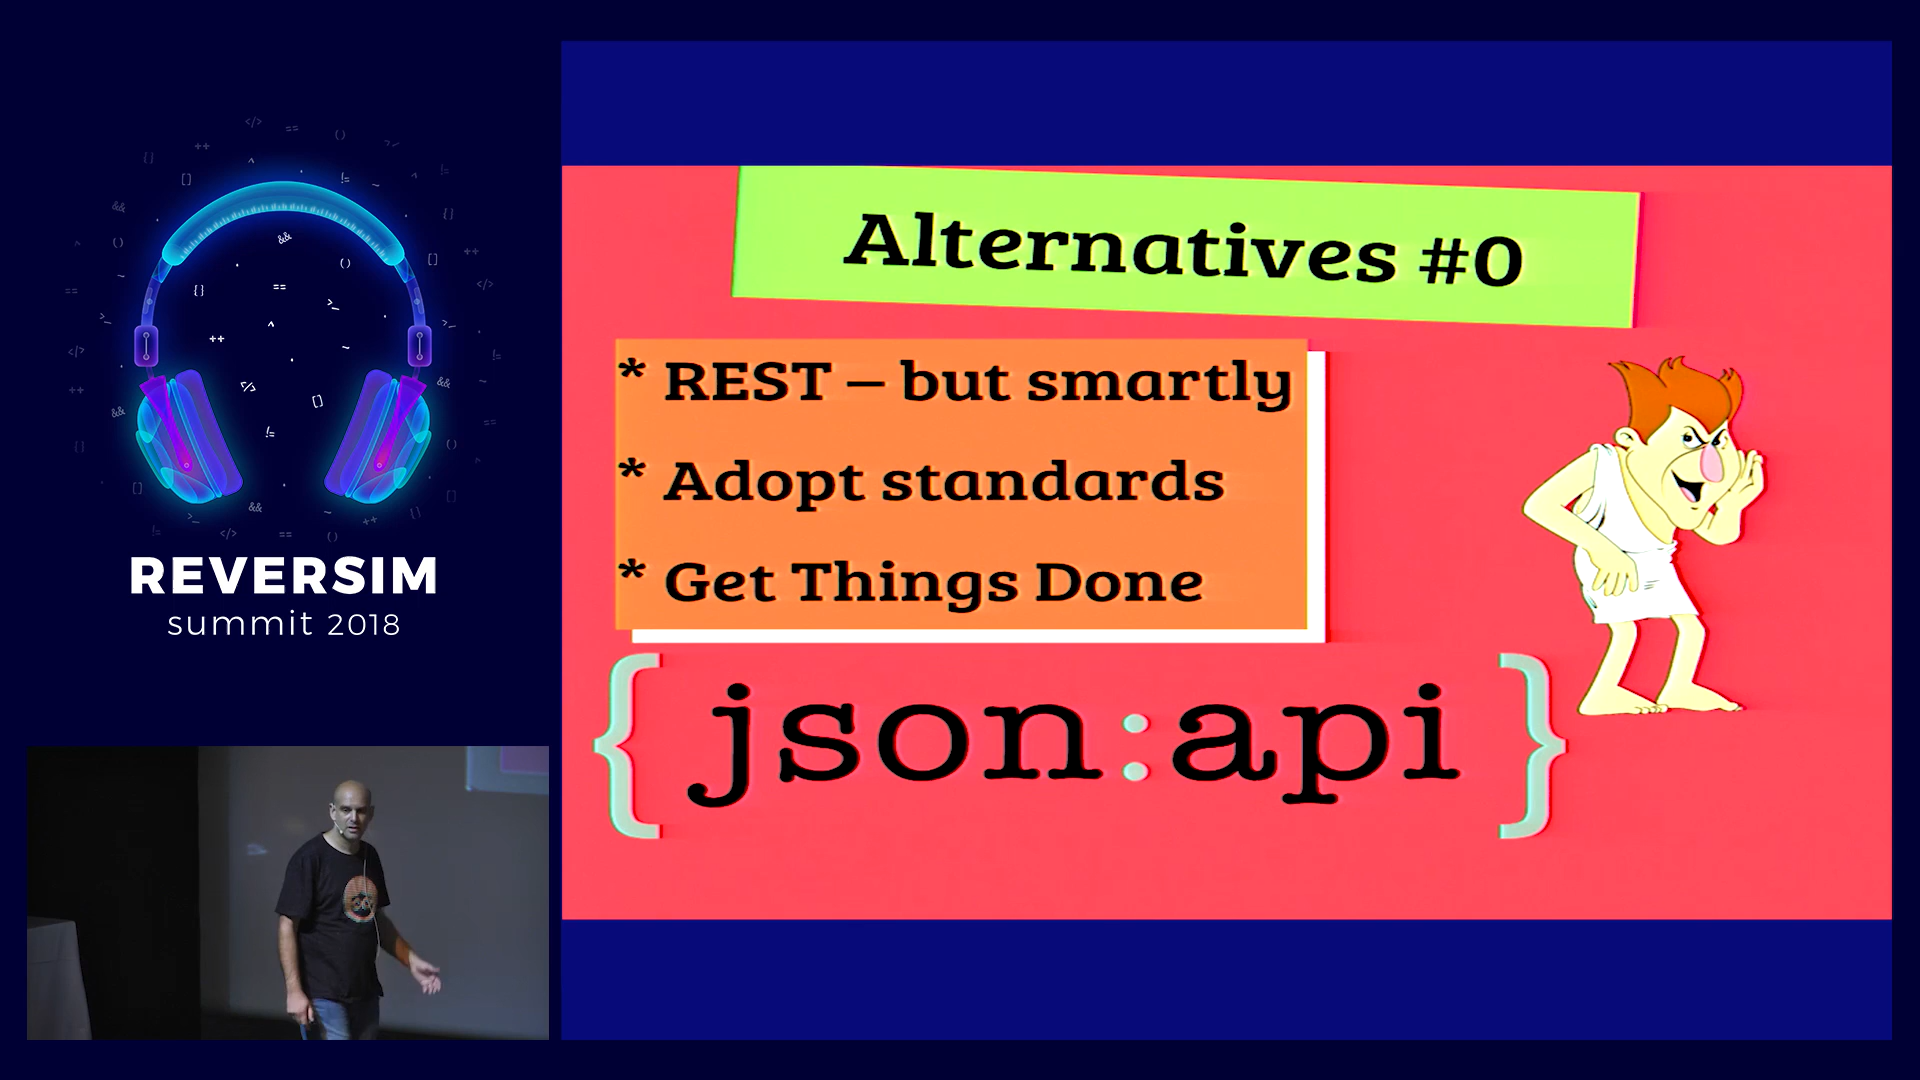 REVERSIM
summit 2018
Alternatives #0
* REST – but smartly
* Adopt standards
* Get Things Done
{ json:api }